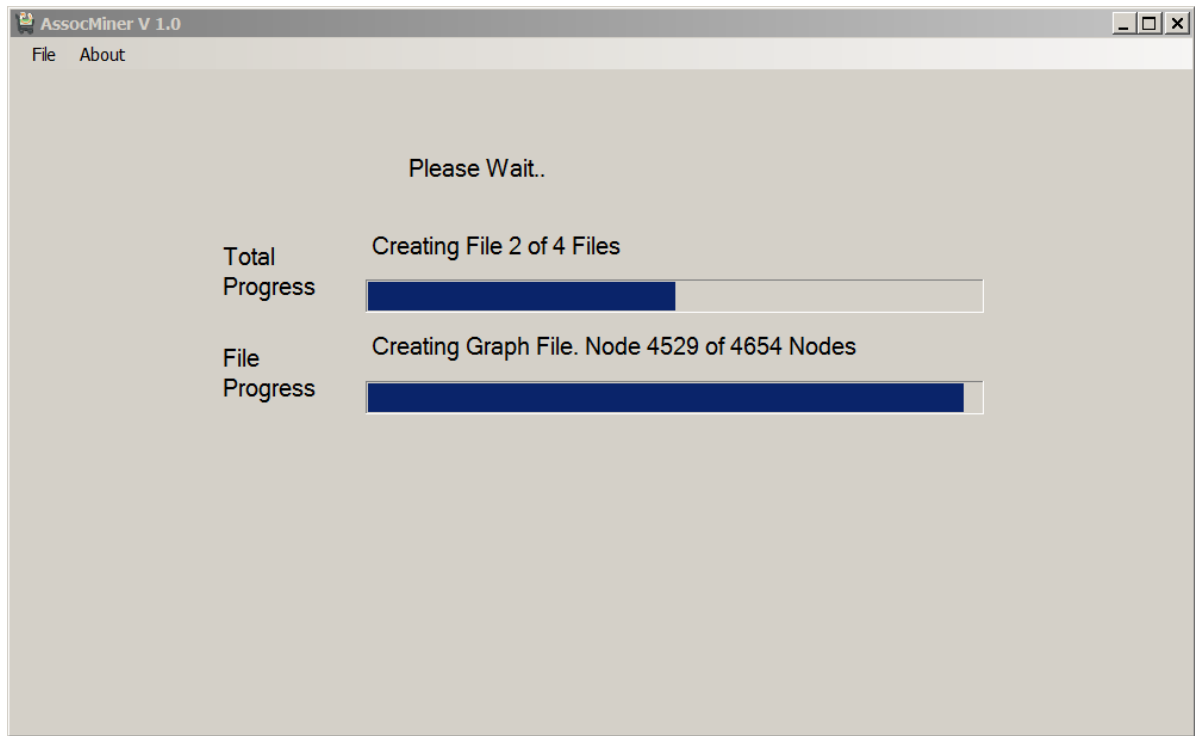 AssocMiner V 1.0
File About
Please Wait..
Creating File 2 of 4 Files
Total
Progress
Creating Graph File. Node 4529 of 4654 Nodes
File
Progress